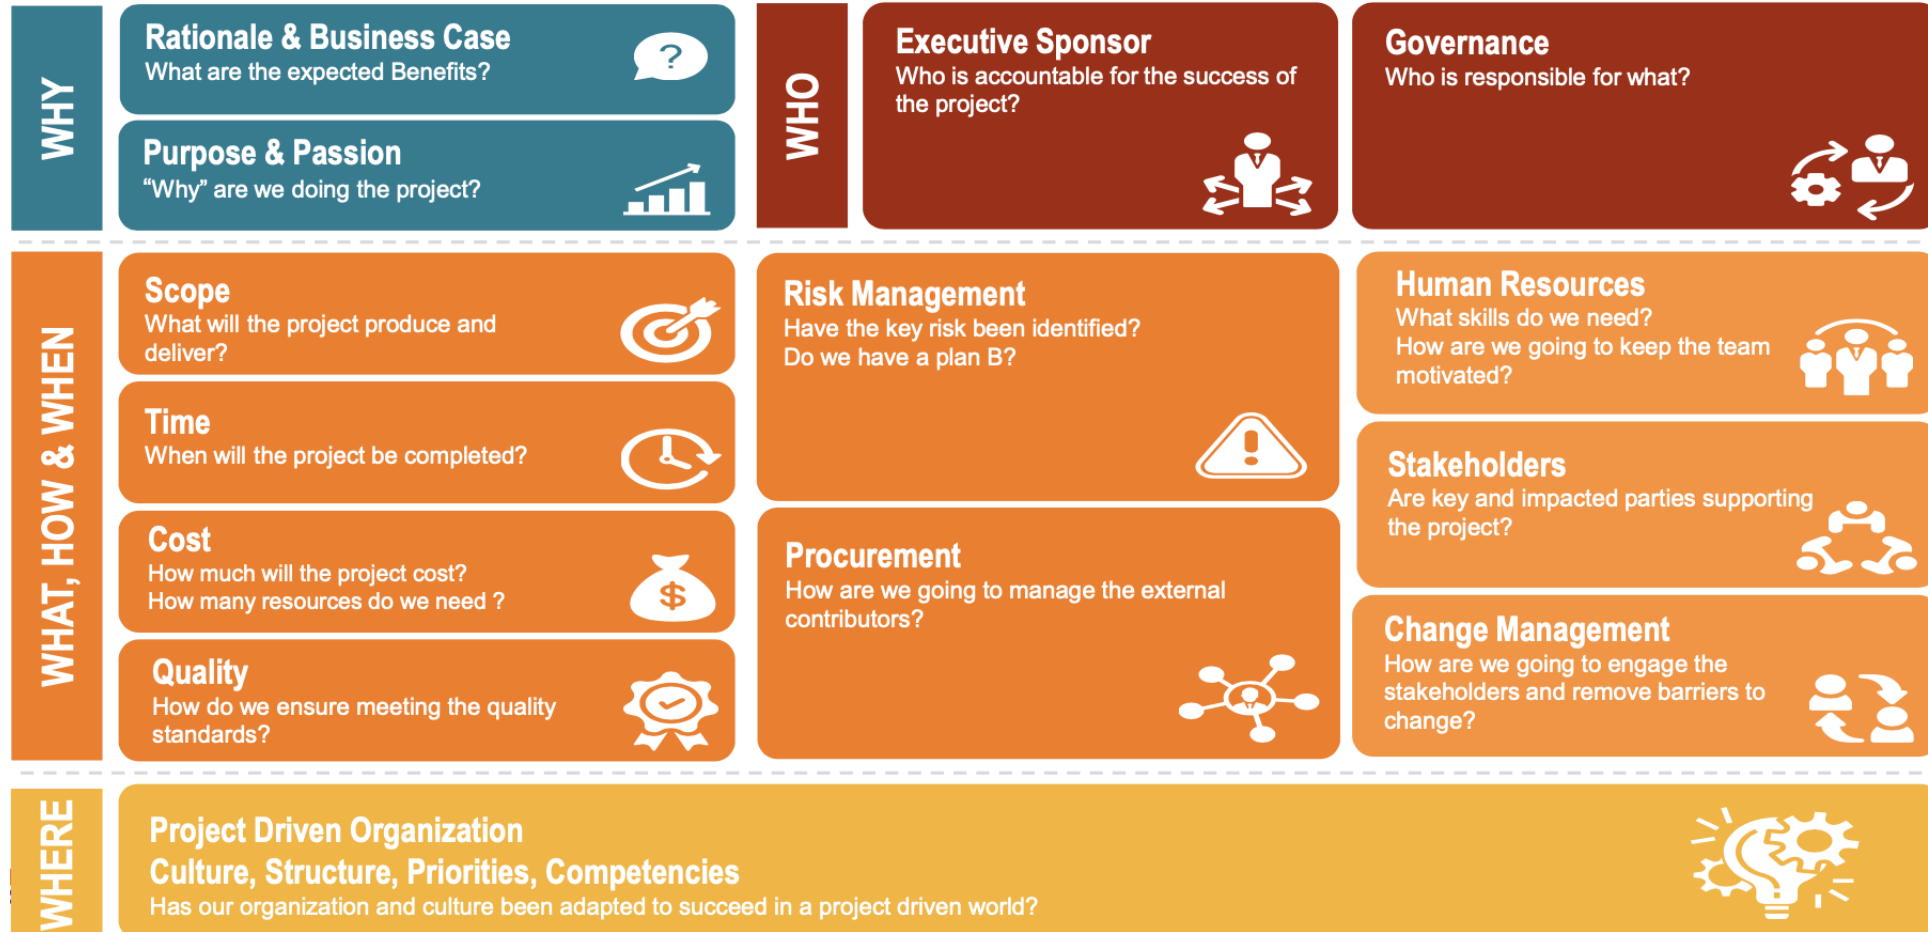 WHY
Rationale & Business Case
What are the expected Benefits?
?
Purpose & Passion
“Why” are we doing the project?
WHO
Executive Sponsor
Who is accountable for the success of
the project?
Governance
Who is responsible for what?
WHAT, HOW & WHEN
Scope
What will the project produce and
deliver?
Time
When will the project be completed?
Cost
How much will the project cost?
How many resources do we need ?
$
Quality
How do we ensure meeting the quality
standards?
Risk Management
Have the key risk been identified?
Do we have a plan B?
!
Procurement
How are we going to manage the external
contributors?
Human Resources
What skills do we need?
How are we going to keep the team
motivated?
Stakeholders
Are key and impacted parties supporting
the project?
Change Management
How are we going to engage the
stakeholders and remove barriers to
change?
WHERE
Project Driven Organization
Culture, Structure, Priorities, Competencies
Has our organization and culture been adapted to succeed in a project driven world?